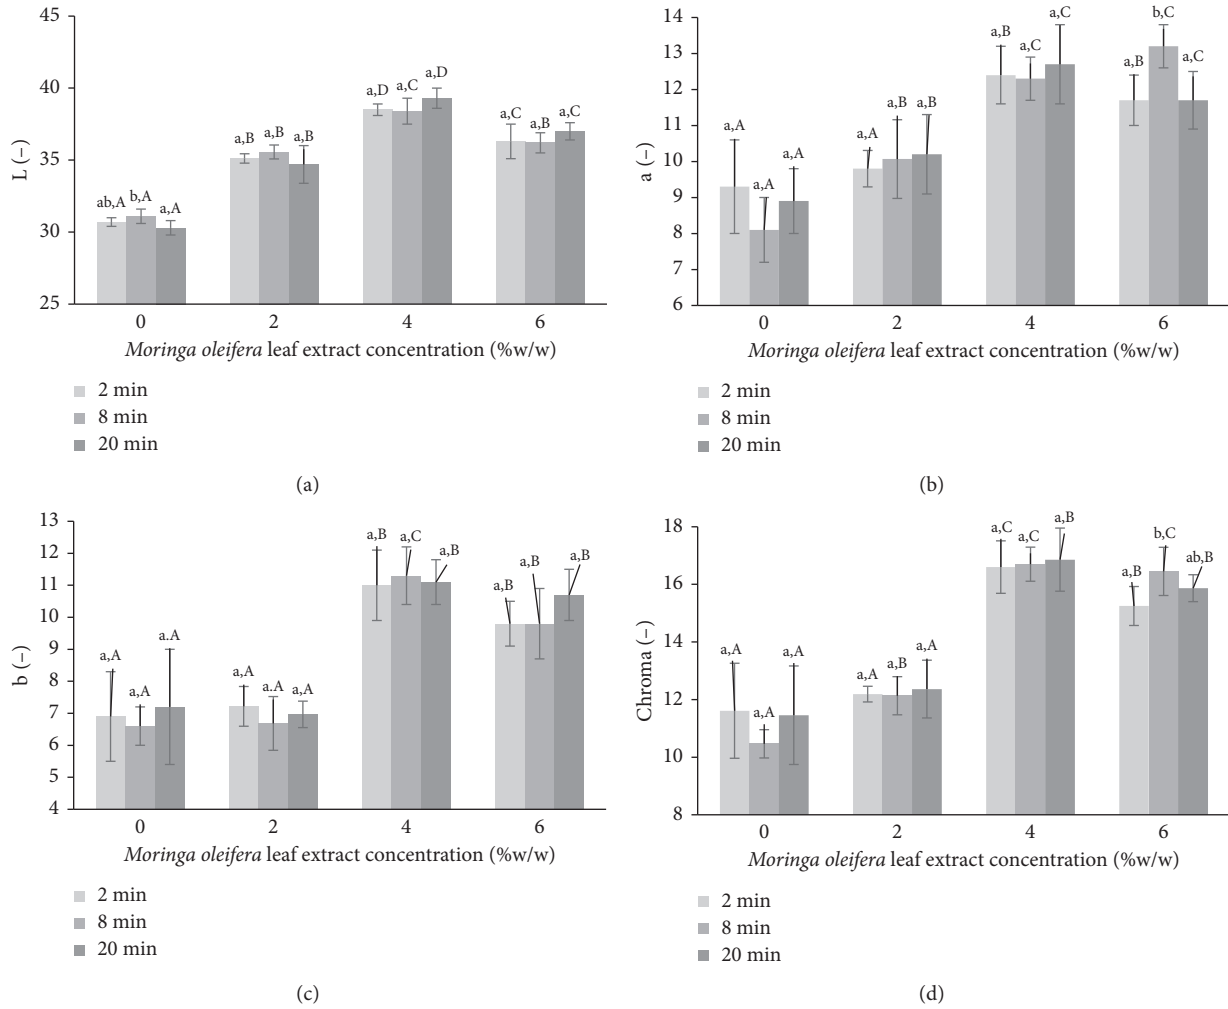 45
40
35
30
25
L (–)
ab,A
b,A
a,A
a,B
a,B
a,B
a,D
a,C
a,D
a,C
a,B
a,C
0 2 4 6
Moringa oleifera leaf extract concentration (%w/w)
2 min
8 min
20 min
(a)
14
13
12
11
10
9
8
7
6
a (–)
a,A
a,A
a,A
a,A
a,B
a,B
a,B
a,C
a,C
a,B
b,C
a,C
0 2 4 6
Moringa oleifera leaf extract concentration (%w/w)
2 min
8 min
20 min
(b)
13
12
11
10
9
8
7
6
5
4
b (–)
a,A
a,A
a.A
a,A
a.A
a,A
a,B
a,C
a,B
a,B
a,B
a,B
0 2 4 6
Moringa oleifera leaf extract concentration (%w/w)
2 min
8 min
20 min
(c)
18
16
14
12
10
8
Chroma (–)
a,A
a,A
a,A
a,A
a,B
a,A
a,C
a,C
a,B
a,B
b,C
ab,B
0 2 4 6
Moringa oleifera leaf extract concentration (%w/w)
2 min
8 min
20 min
(d)